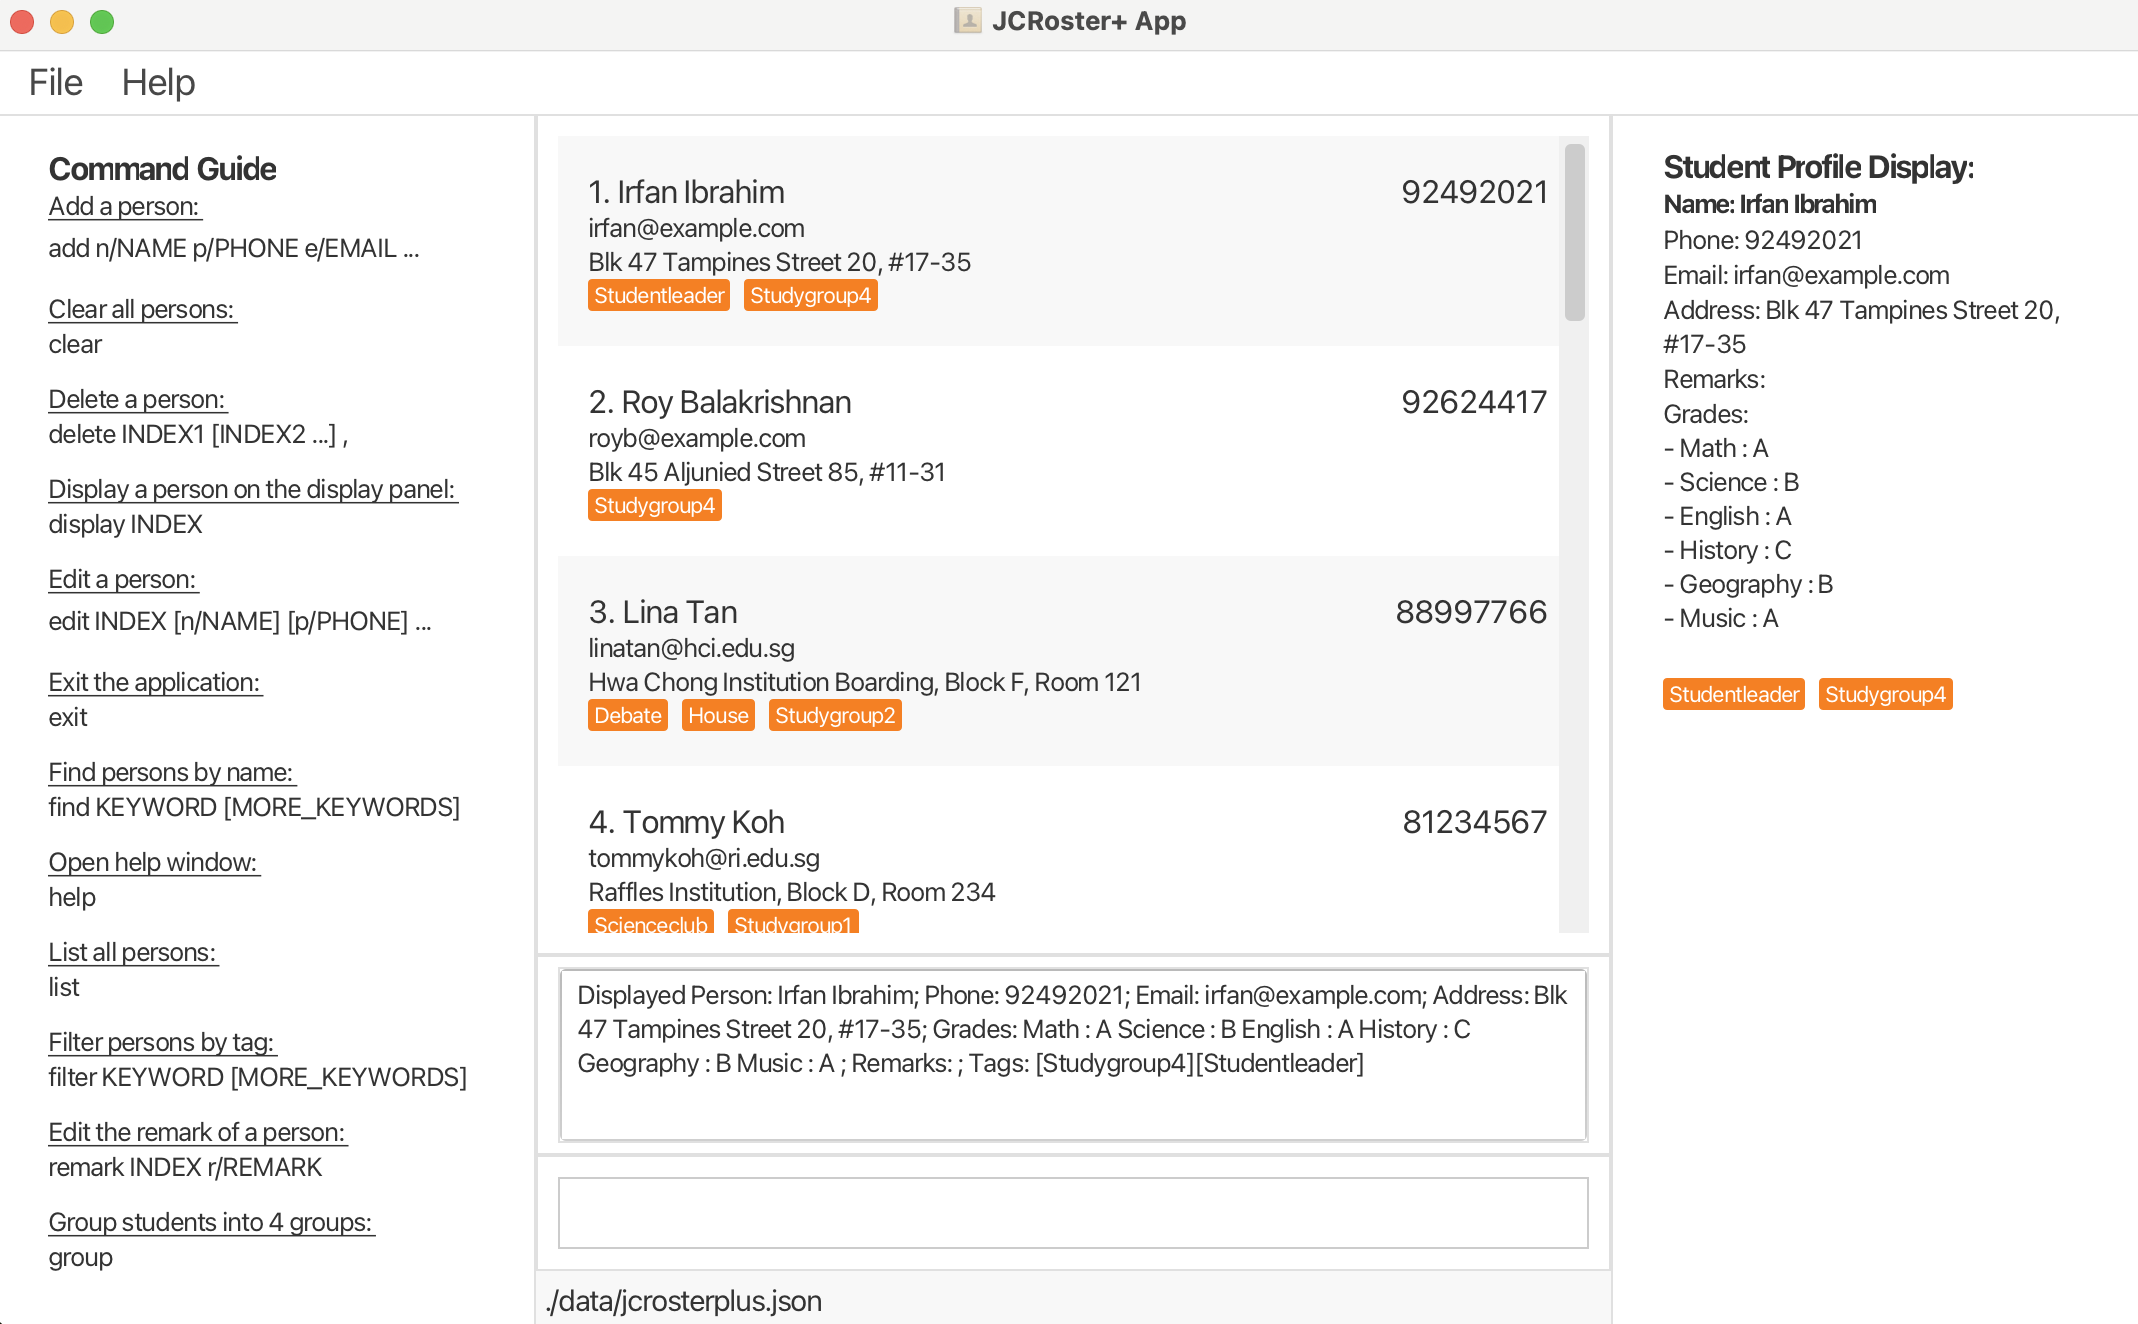 JCRoster+ App
File Help
Command Guide
Add a person:
add n/NAME p/PHONE e/EMAIL ...
Clear all persons:
clear
Delete a person:
delete INDEX1 [INDEX2 ...] ,
Display a person on the display panel:
display INDEX
Edit a person:
edit INDEX [n/NAME] [p/PHONE] ...
Exit the application:
exit
Find persons by name:
find KEYWORD [MORE_KEYWORDS]
Open help window:
help
List all persons:
list
Filter persons by tag:
filter KEYWORD [MORE_KEYWORDS]
Edit the remark of a person:
remark INDEX r/REMARK
Group students into 4 groups:
group
1. Irfan Ibrahim 92492021
irfan@example.com
Blk 47 Tampines Street 20, #17-35
Studentleader Studygroup4
2. Roy Balakrishnan 92624417
royb@example.com
Blk 45 Aljunied Street 85, #11-31
Studygroup4
3. Lina Tan 88997766
linatan@hci.edu.sg
Hwa Chong Institution Boarding, Block F, Room 121
Debate House Studygroup2
4. Tommy Koh 81234567
tommykoh@ri.edu.sg
Raffles Institution, Block D, Room 234
Scienceclub Studygroup1
Displayed Person: Irfan Ibrahim; Phone: 92492021; Email: irfan@example.com; Address: Blk
47 Tampines Street 20, #17-35; Grades: Math : A Science : B English : A History : C
Geography : B Music : A ; Remarks: ; Tags: [Studygroup4][Studentleader]
./data/jcrosterplus.json
Student Profile Display:
Name: Irfan Ibrahim
Phone: 92492021
Email: irfan@example.com
Address: Blk 47 Tampines Street 20,
#17-35
Remarks:
Grades:
- Math : A
- Science : B
- English : A
- History : C
- Geography : B
- Music : A
Studentleader Studygroup4